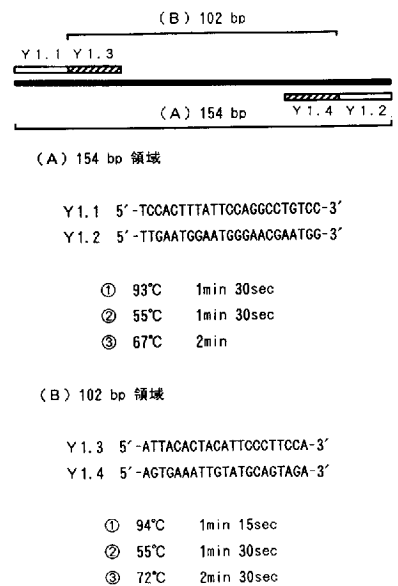 (B) 102 bp
Y1.1 Y1.3
(A) 154 bp
Y1.4 Y1.2
(A) 154 bp 領域
Y1.1 5´-TCCACTTTATTCCAGGCCTGTCC-3´
Y1.2 5´-TTGAATGGAATGGGAACGAATGG-3´
① 93℃ 1min 30sec
② 55℃ 1min 30sec
③ 67℃ 2min
(B) 102 bp 領域
Y1.3 5´-ATTACACTACATTCCCTTCCA-3´
Y1.4 5´-AGTGAAATTGTATGCAGTAGA-3´
① 94℃ 1min 15sec
② 55℃ 1min 30sec
③ 72℃ 2min 30sec